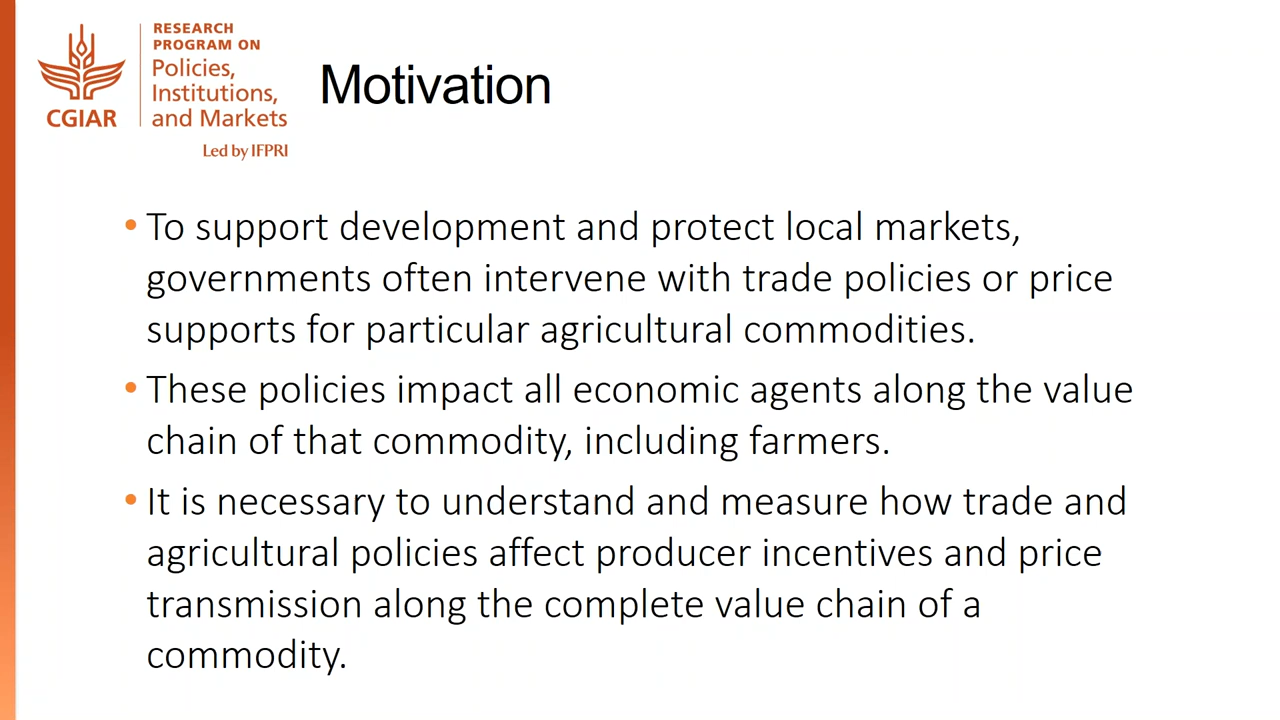 RESEARCH
PROGRAM ON
Policies,
Institutions,
and Markets
CGIAR
Led by IFPRI
Motivation
• To support development and protect local markets,
governments often intervene with trade policies or price
supports for particular agricultural commodities.
• These policies impact all economic agents along the value
chain of that commodity, including farmers.
• It is necessary to understand and measure how trade and
agricultural policies affect producer incentives and price
transmission along the complete value chain of a
commodity.